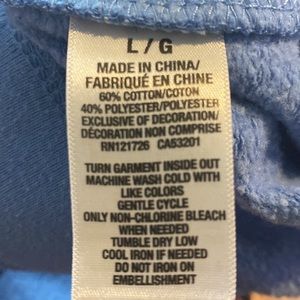 L / G
MADE IN CHINA/
FABRIQUÉ EN CHINE
60% COTTON/COTON
40% POLYESTER/POLYESTER
EXCLUSIVE OF DECORATION/
DÉCORATION NON COMPRISE
RN121726 CA53201
TURN GARMENT INSIDE OUT
MACHINE WASH COLD WITH
LIKE COLORS
GENTLE CYCLE
ONLY NON-CHLORINE BLEACH
WHEN NEEDED
TUMBLE DRY LOW
COOL IRON IF NEEDED
DO NOT IRON ON
EMBELLISHMENT